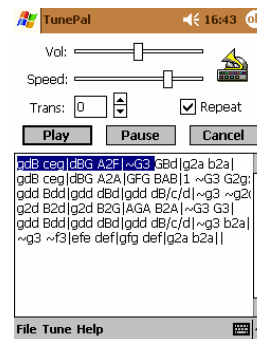 TunePal 16:43 ok
Vol:
Speed:
Trans: 0 Repeat
Play Pause Cancel
gdB ceg|dBG A2F|~G3 GBd|g2a b2a|
gdB ceg|dBG A2A|GFG BAB|1 ~G3 G2g:
gdd Bdd|gdd dBd|gdd dB/c/d|~g3 ~g2
g2d B2d|g2d B2G|AGA B2A|~G3 G3|
gdd Bdd|gdd dBd|gdd dB/c/d|~g3 b2a|
~g3 ~f3|efe def|gfg def|g2a b2a||
File Tune Help